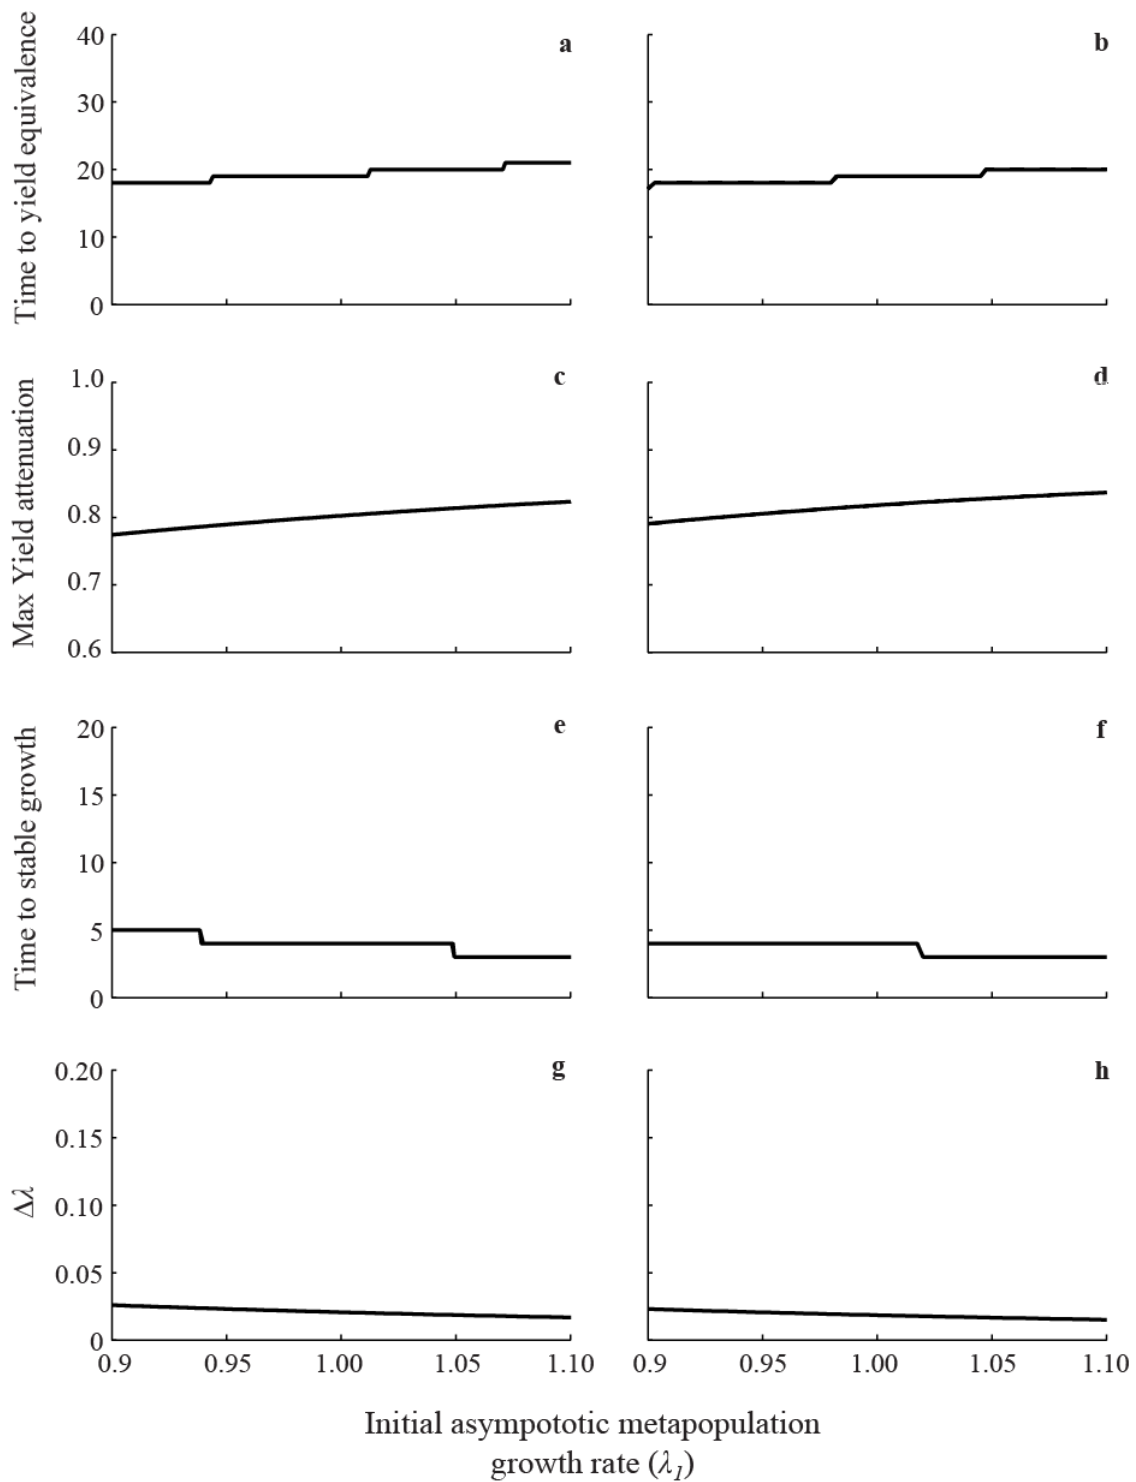 Time to yield equivalence
40
30
20
10
0
a
b
Max Yield attenuation
1.0
0.9
0.8
0.7
0.6
c
d
Time to stable growth
20
15
10
5
0
e
f
Δλ
0.20
0.15
0.10
0.05
0
g
h
0.9 0.95 1.00 1.05 1.10
0.9 0.95 1.00 1.05 1.10
Initial asympototic metapopulation
growth rate (λ1)